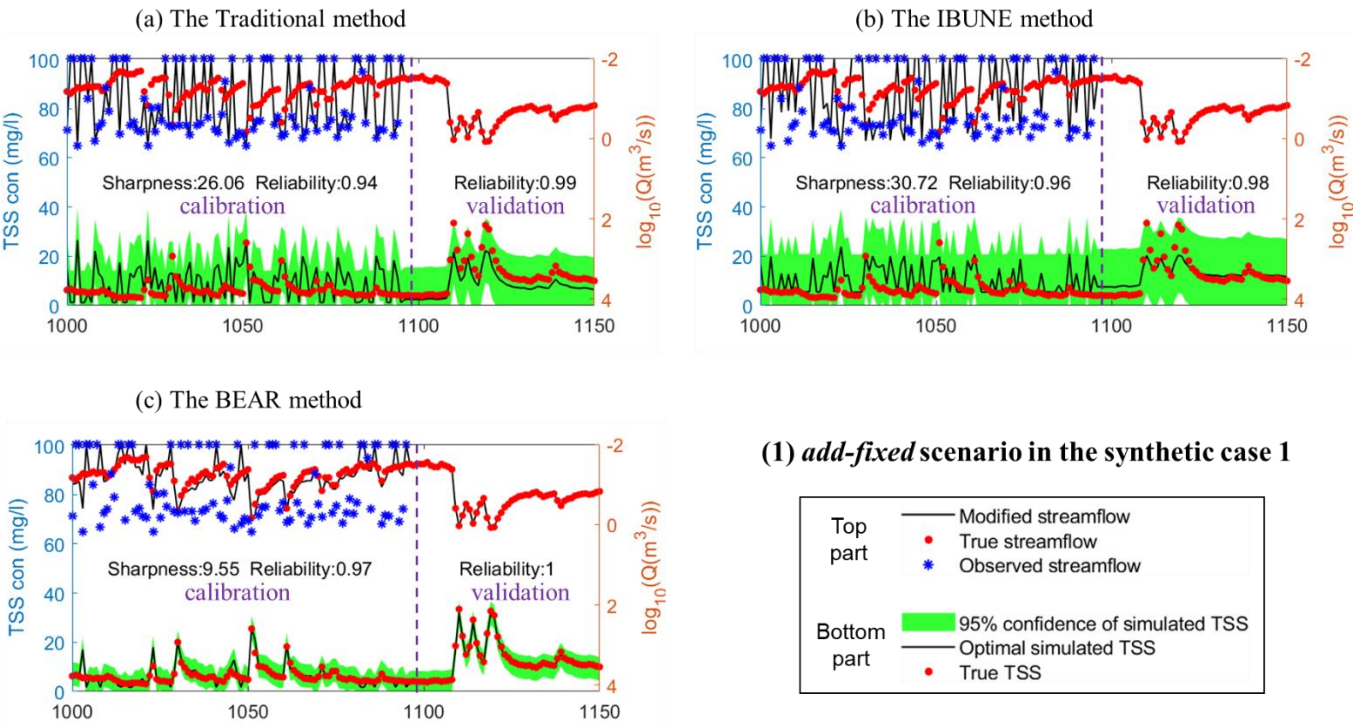 (a) The Traditional method
(b) The IBUNE method
TSS con (mg/l)
100
80
60
40
20
0
-2
0
2
4
log10(Q(m³/s))
Sharpness:26.06 Reliability:0.94
Reliability:0.99
calibration
validation
1000
1050
1100
1150
TSS con (mg/l)
100
80
60
40
20
0
-2
0
2
4
log10(Q(m³/s))
Sharpness:30.72 Reliability:0.96
Reliability:0.98
calibration
validation
1000
1050
1100
1150
(c) The BEAR method
TSS con (mg/l)
100
80
60
40
20
0
-2
0
2
4
log10(Q(m³/s))
Sharpness:9.55 Reliability:0.97
Reliability:1
calibration
validation
1000
1050
1100
1150
(1) add-fixed scenario in the synthetic case 1
Top part
Modified streamflow
True streamflow
Observed streamflow
Bottom part
95% confidence of simulated TSS
Optimal simulated TSS
True TSS